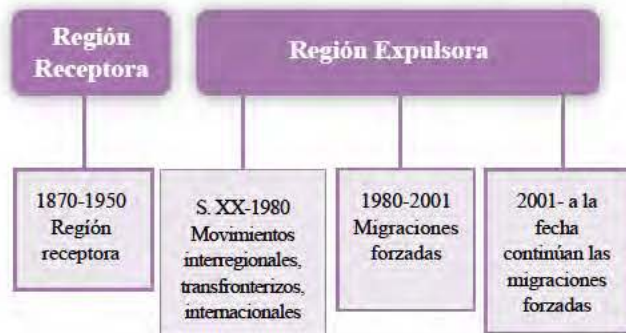 Región
Receptora
Región Expulsora
1870-1950
Región
receptora
S. XX-1980
Movimientos
interregionales,
transfronterizos,
internacionales
1980-2001
Migraciones
forzadas
2001- a la
fecha
continúan las
migraciones
forzadas